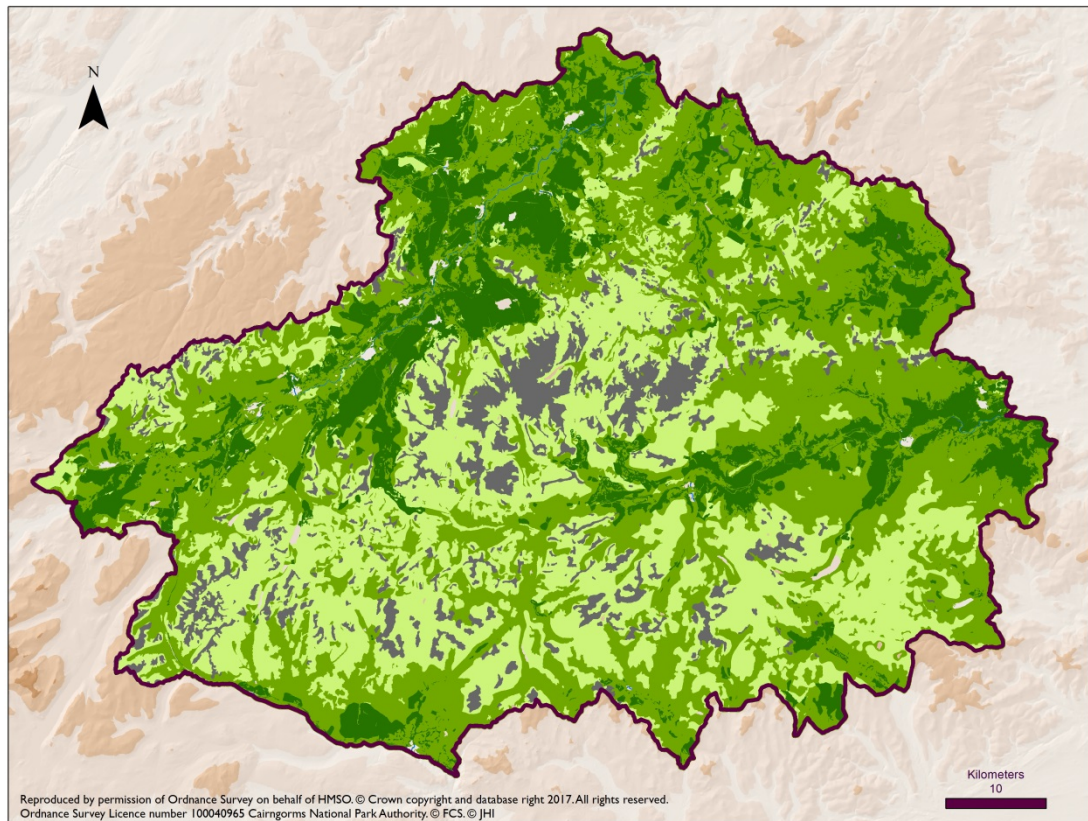 N
Kilometers
10
Reproduced by permission of Ordnance Survey on behalf of HMSO. © Crown copyright and database right 2017. All rights reserved.
Ordnance Survey Licence number 100040965 Cairngorms National Park Authority. © FCS. © JHI